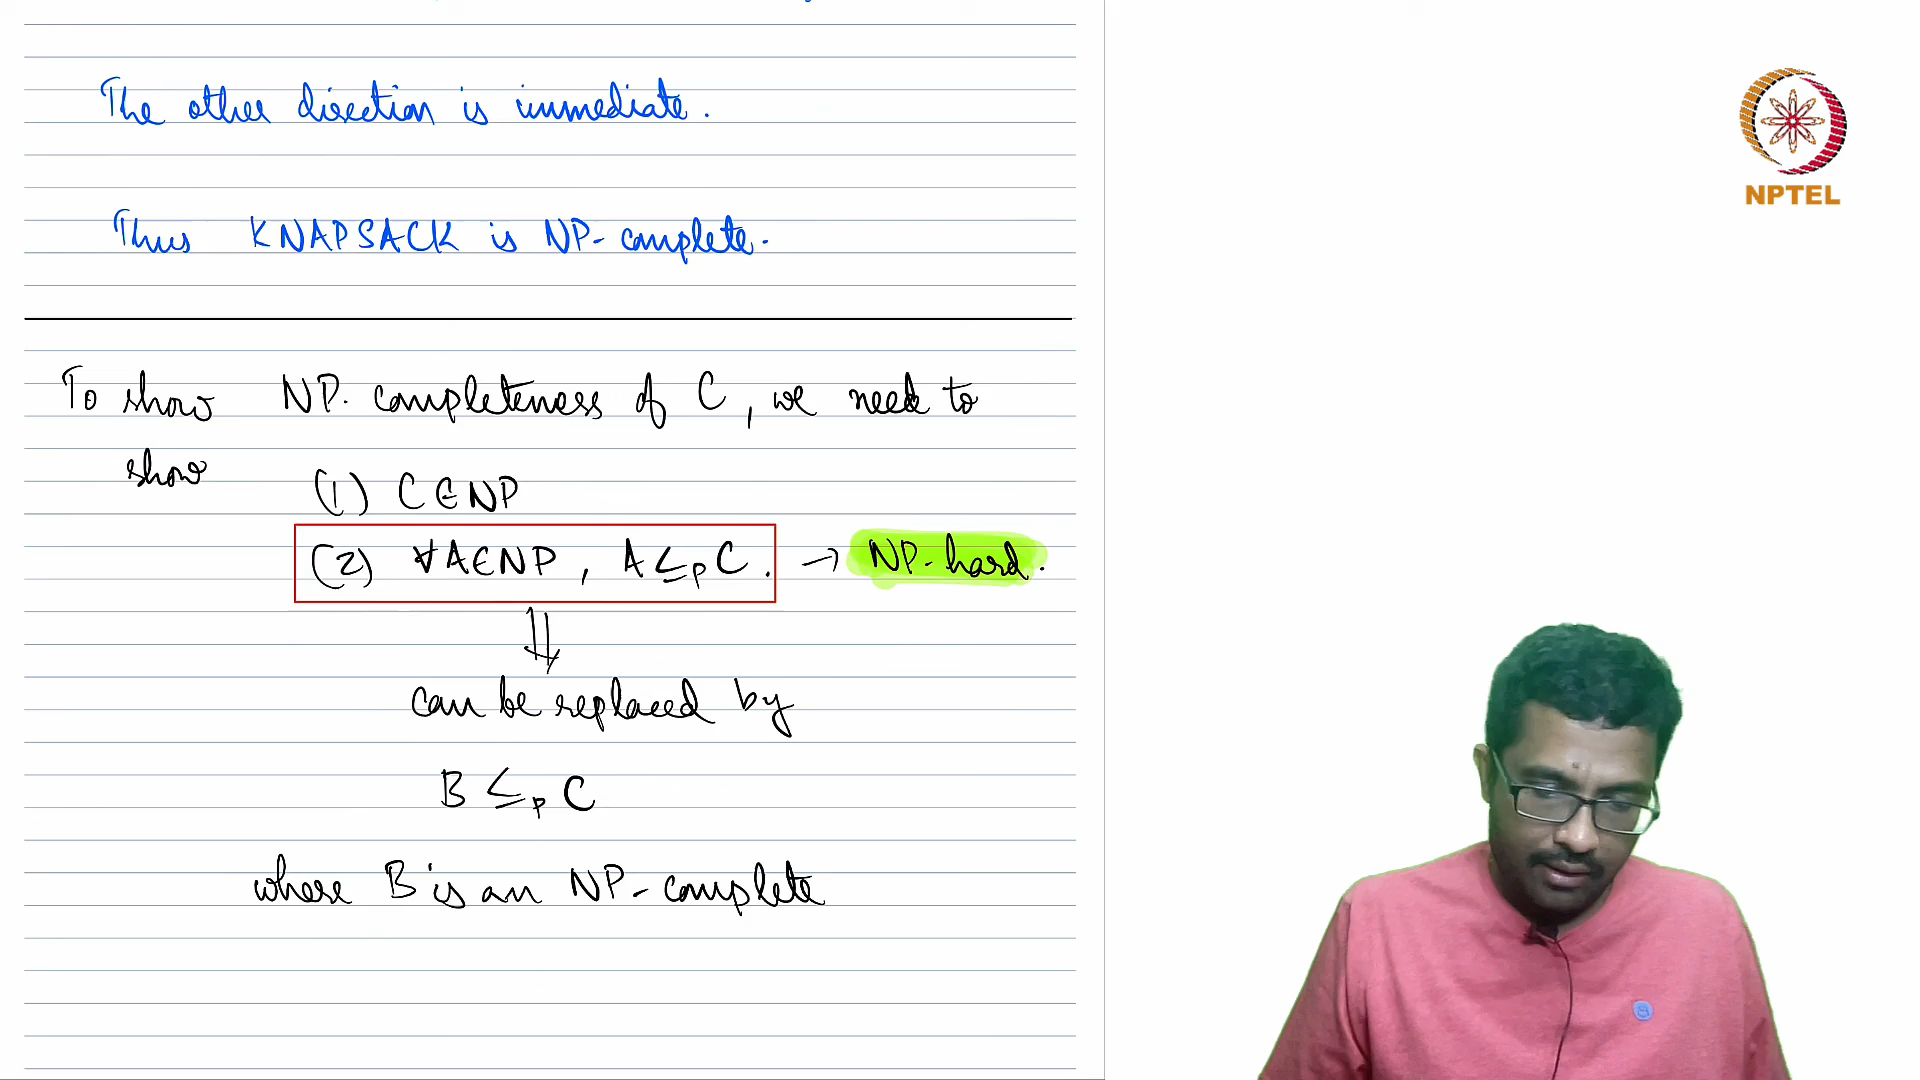 The other direction is immediate.
Thus KNAPSACK is NP-complete.
To show NP-completeness of C, we need to
show
(1) C ∈ NP
(2) ∀A ∈ NP, A ≤p C. → NP-hard.
⇓
can be replaced by
B ≤p C
where B is an NP-complete
NPTEL